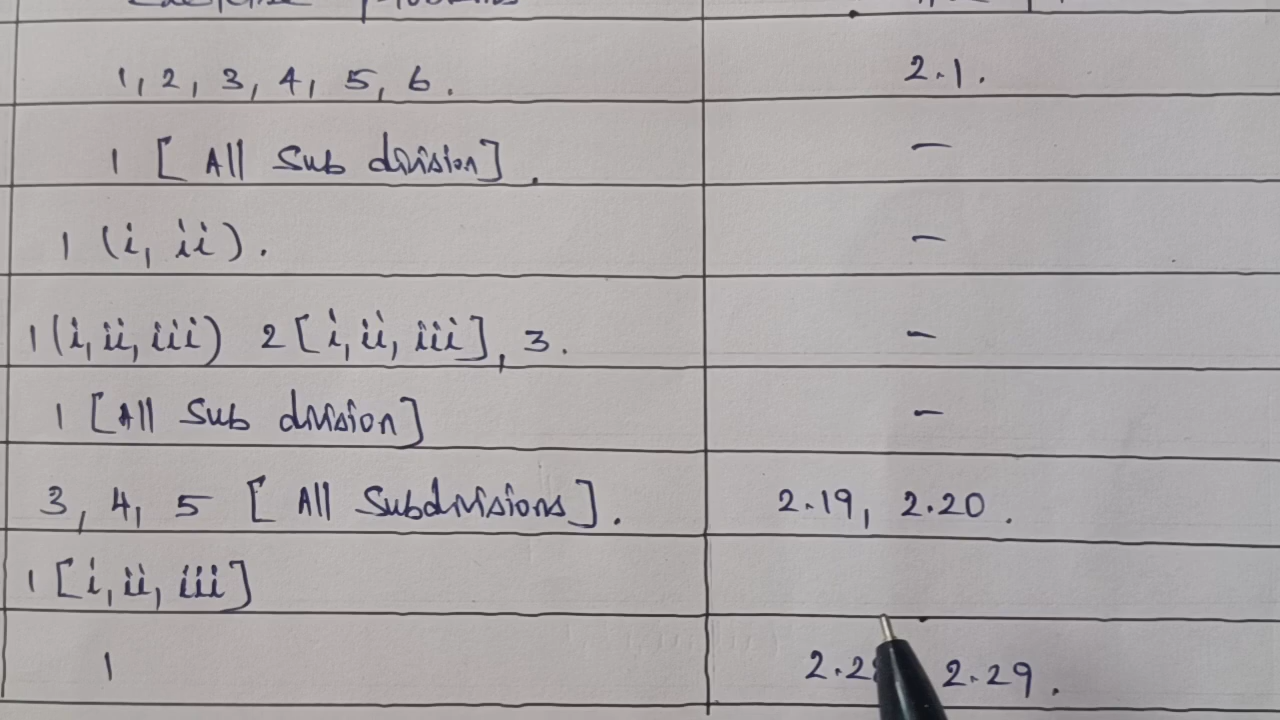 Exercise problems
1, 2, 3, 4, 5, 6. 2.1.
1 [ All Sub division ]. –
1 (i, ii). –
1 (i, ii, iii) 2 [ i, ii, iii ], 3. –
1 [ All Sub division ] –
3, 4, 5 [ All Subdivisions ]. 2.19, 2.20.
1 [ i, ii, iii ]
1 2.29.